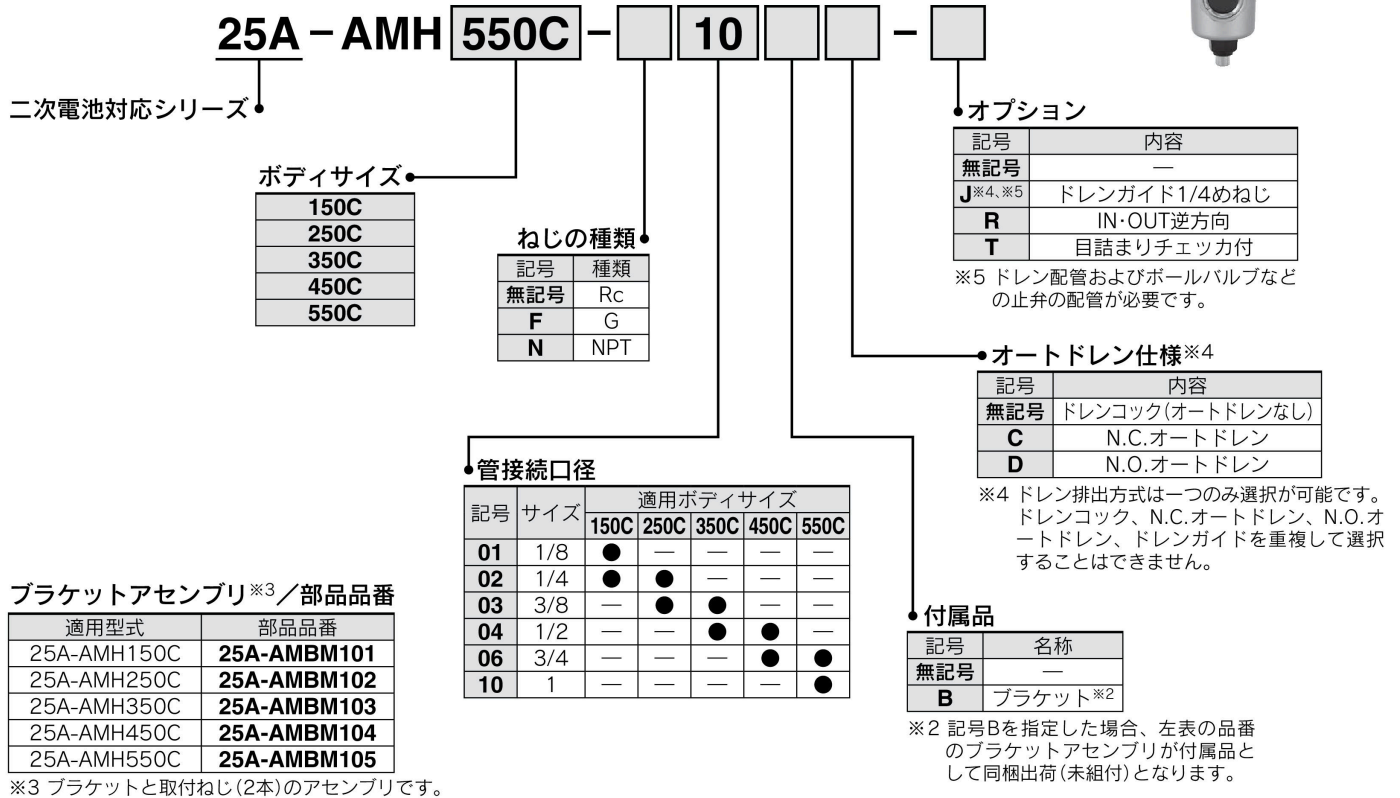 25A-AMH 550C - 10 -
二次電池対応シリーズ
ボディサイズ
150C
250C
350C
450C
550C
ねじの種類
記号 種類
無記号 Rc
F G
N NPT
管接続口径
記号 サイズ 適用ボディサイズ
150C 250C 350C 450C 550C
01 1/8 ● — — — —
02 1/4 ● ● — — —
03 3/8 — ● ● — —
04 1/2 — — ● ● —
06 3/4 — — — ● ●
10 1 — — — — ●
オプション
記号 内容
無記号 —
J※4、※5 ドレンガイド1/4めねじ
R IN・OUT逆方向
T 目詰まりチェッカ付
※5 ドレン配管およびボールバルブなど
の止弁の配管が必要です。
オートドレン仕様※4
記号 内容
無記号 ドレンコック(オートドレンなし)
C N.C.オートドレン
D N.O.オートドレン
※4 ドレン排出方式は一つのみ選択が可能です。
ドレンコック、N.C.オートドレン、N.O.オ
ートドレン、ドレンガイドを重複して選択
することはできません。
付属品
記号 名称
無記号 —
B ブラケット※2
※2 記号Bを指定した場合、左表の品番
のブラケットアセンブリが付属品と
して同梱出荷(未組付)となります。
ブラケットアセンブリ※3/部品品番
適用型式 部品品番
25A-AMH150C 25A-AMBM101
25A-AMH250C 25A-AMBM102
25A-AMH350C 25A-AMBM103
25A-AMH450C 25A-AMBM104
25A-AMH550C 25A-AMBM105
※3 ブラケットと取付ねじ(2本)のアセンブリです。